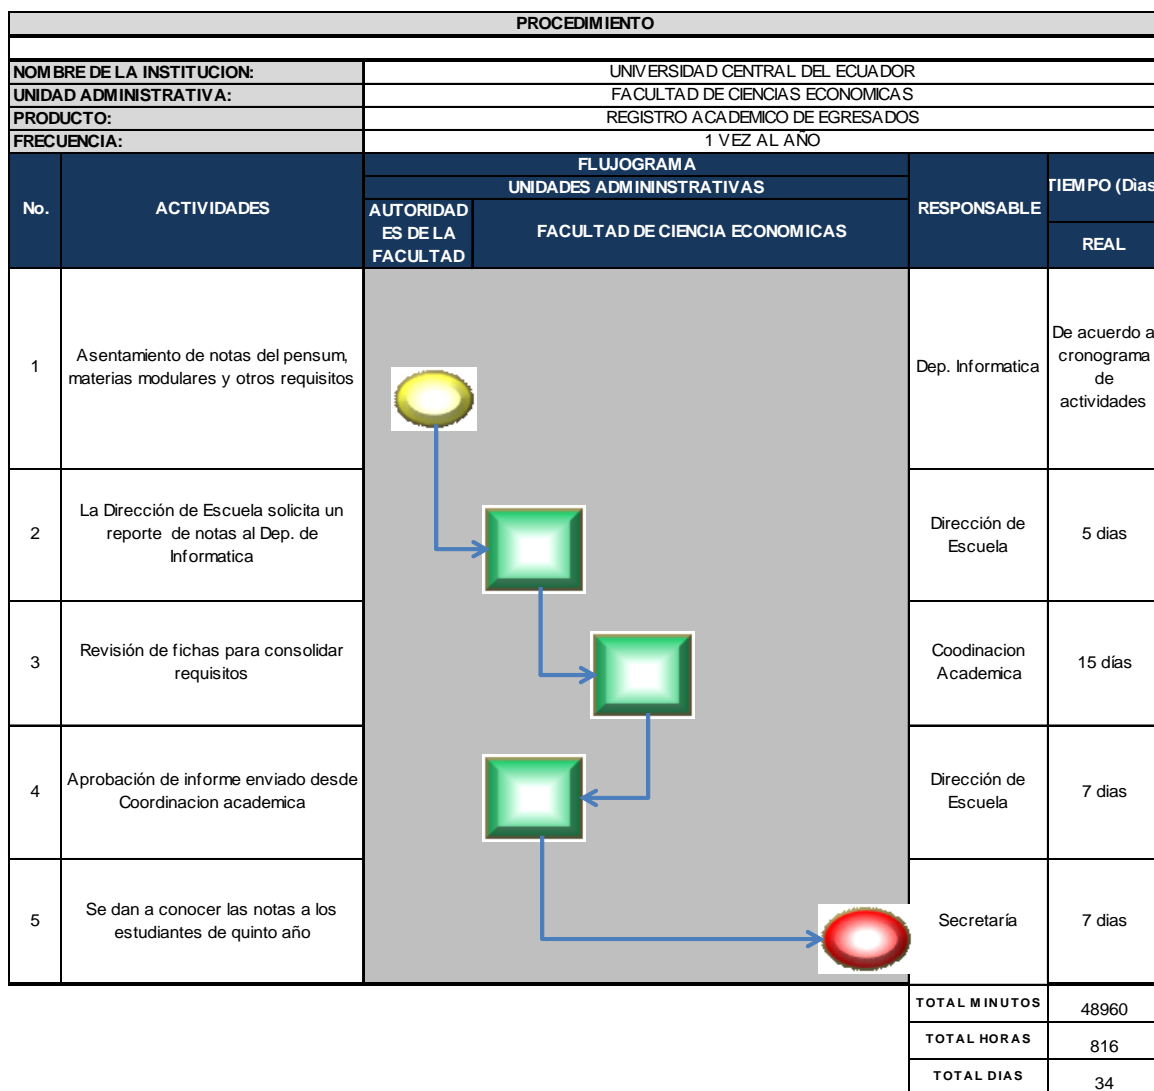 PROCEDIMIENTO
NOMBRE DE LA INSTITUCION: UNIVERSIDAD CENTRAL DEL ECUADOR
UNIDAD ADMINISTRATIVA: FACULTAD DE CIENCIAS ECONOMICAS
PRODUCTO: REGISTRO ACADEMICO DE EGRESADOS
FRECUENCIA: 1 VEZ AL AÑO
No.
ACTIVIDADES
FLUJOGRAMA
UNIDADES ADMININSTRATIVAS
AUTORIDAD
ES DE LA
FACULTAD
FACULTAD DE CIENCIA ECONOMICAS
RESPONSABLE
TIEMPO (Dìas
REAL
1
Asentamiento de notas del pensum,
materias modulares y otros requisitos
Dep. Informatica
De acuerdo a
cronograma
de
actividades
2
La Dirección de Escuela solicita un
reporte de notas al Dep. de
Informatica
Dirección de
Escuela
5 dias
3
Revisión de fichas para consolidar
requisitos
Coodinacion
Academica
15 días
4
Aprobación de informe enviado desde
Coordinacion academica
Dirección de
Escuela
7 dias
5
Se dan a conocer las notas a los
estudiantes de quinto año
Secretaría
7 dias
TOTAL MINUTOS 48960
TOTAL HORAS 816
TOTAL DIAS 34